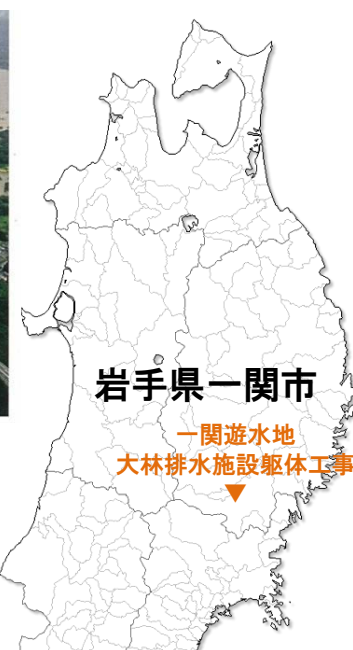 岩手県一関市
一関遊水地
大林排水施設躯体工事